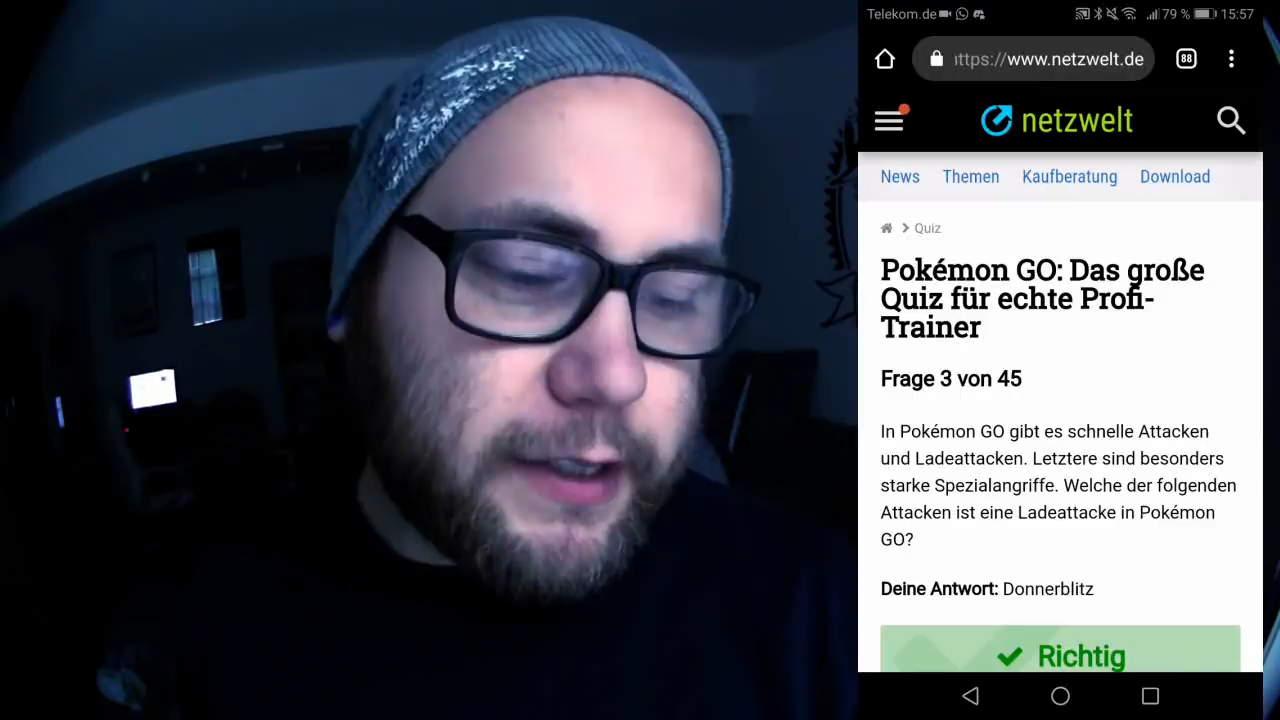 Telekom.de 79 % 15:57
https://www.netzwelt.de 88
netzwelt
News Themen Kaufberatung Download
Quiz
Pokémon GO: Das große
Quiz für echte Profi-
Trainer
Frage 3 von 45
In Pokémon GO gibt es schnelle Attacken
und Ladeattacken. Letztere sind besonders
starke Spezialangriffe. Welche der folgenden
Attacken ist eine Ladeattacke in Pokémon
GO?
Deine Antwort: Donnerblitz
Richtig